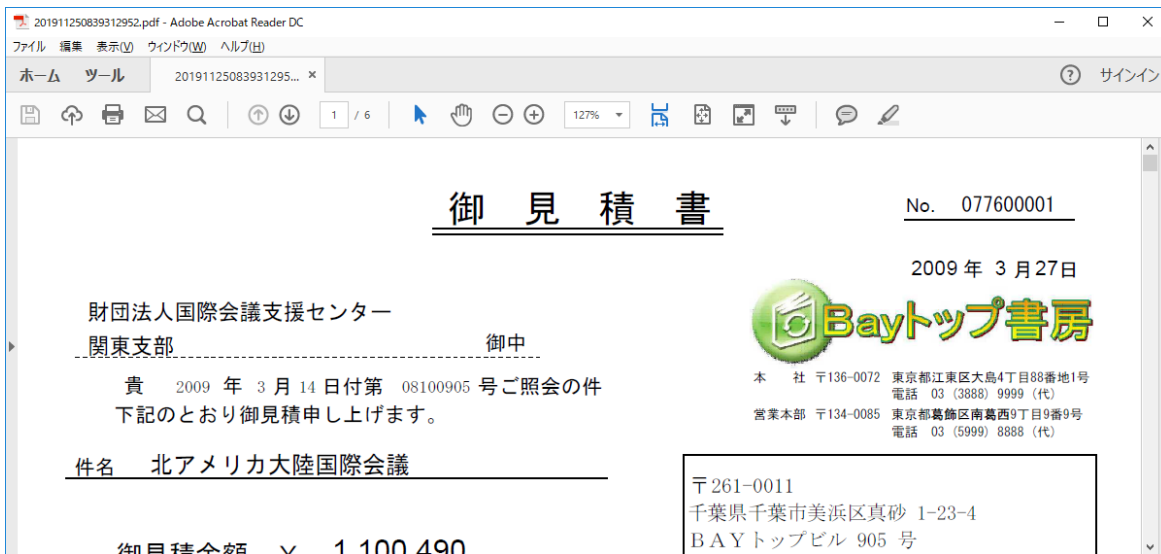 201911250839312952.pdf - Adobe Acrobat Reader DC
ファイル 編集 表示(V) ウィンドウ(W) ヘルプ(H)
ホーム ツール 20191125083931295... × ? サインイン
1 / 6 127%
御見積書
No. 077600001
2009 年 3 月27日
Bayトップ書房
財団法人国際会議支援センター
関東支部 御中
貴 2009 年 3 月 14 日付第 08100905 号ご照会の件
下記のとおり御見積申し上げます。
本 社 〒136-0072 東京都江東区大島4丁目88番地1号
電話 03 (3888) 9999 (代)
営業本部 〒134-0085 東京都葛飾区南葛西9丁目9番9号
電話 03 (5999) 8888 (代)
件名 北アメリカ大陸国際会議
〒261-0011
千葉県千葉市美浜区真砂 1-23-4
BAYトップビル 905 号
御見積金額 ¥ 1,100,490